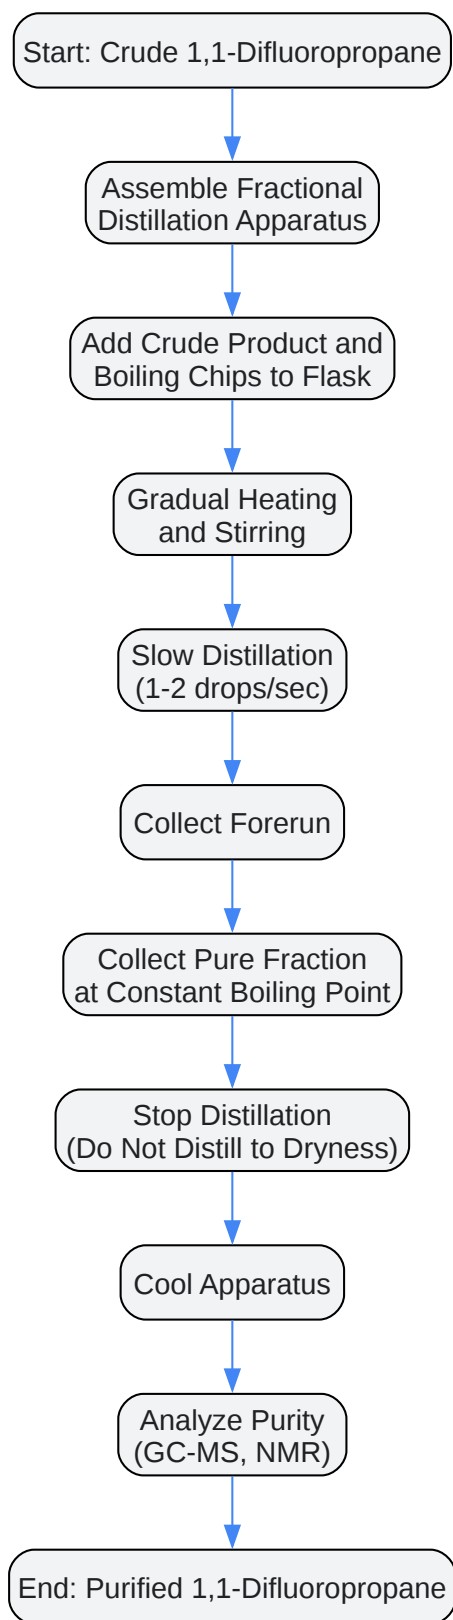 Start: Crude 1,1-Difluoropropane
Assemble Fractional
Distillation Apparatus
Add Crude Product and
Boiling Chips to Flask
Gradual Heating
and Stirring
Slow Distillation
(1-2 drops/sec)
Collect Forerun
Collect Pure Fraction
at Constant Boiling Point
Stop Distillation
(Do Not Distill to Dryness)
Cool Apparatus
Analyze Purity
(GC-MS, NMR)
End: Purified 1,1-Difluoropropane